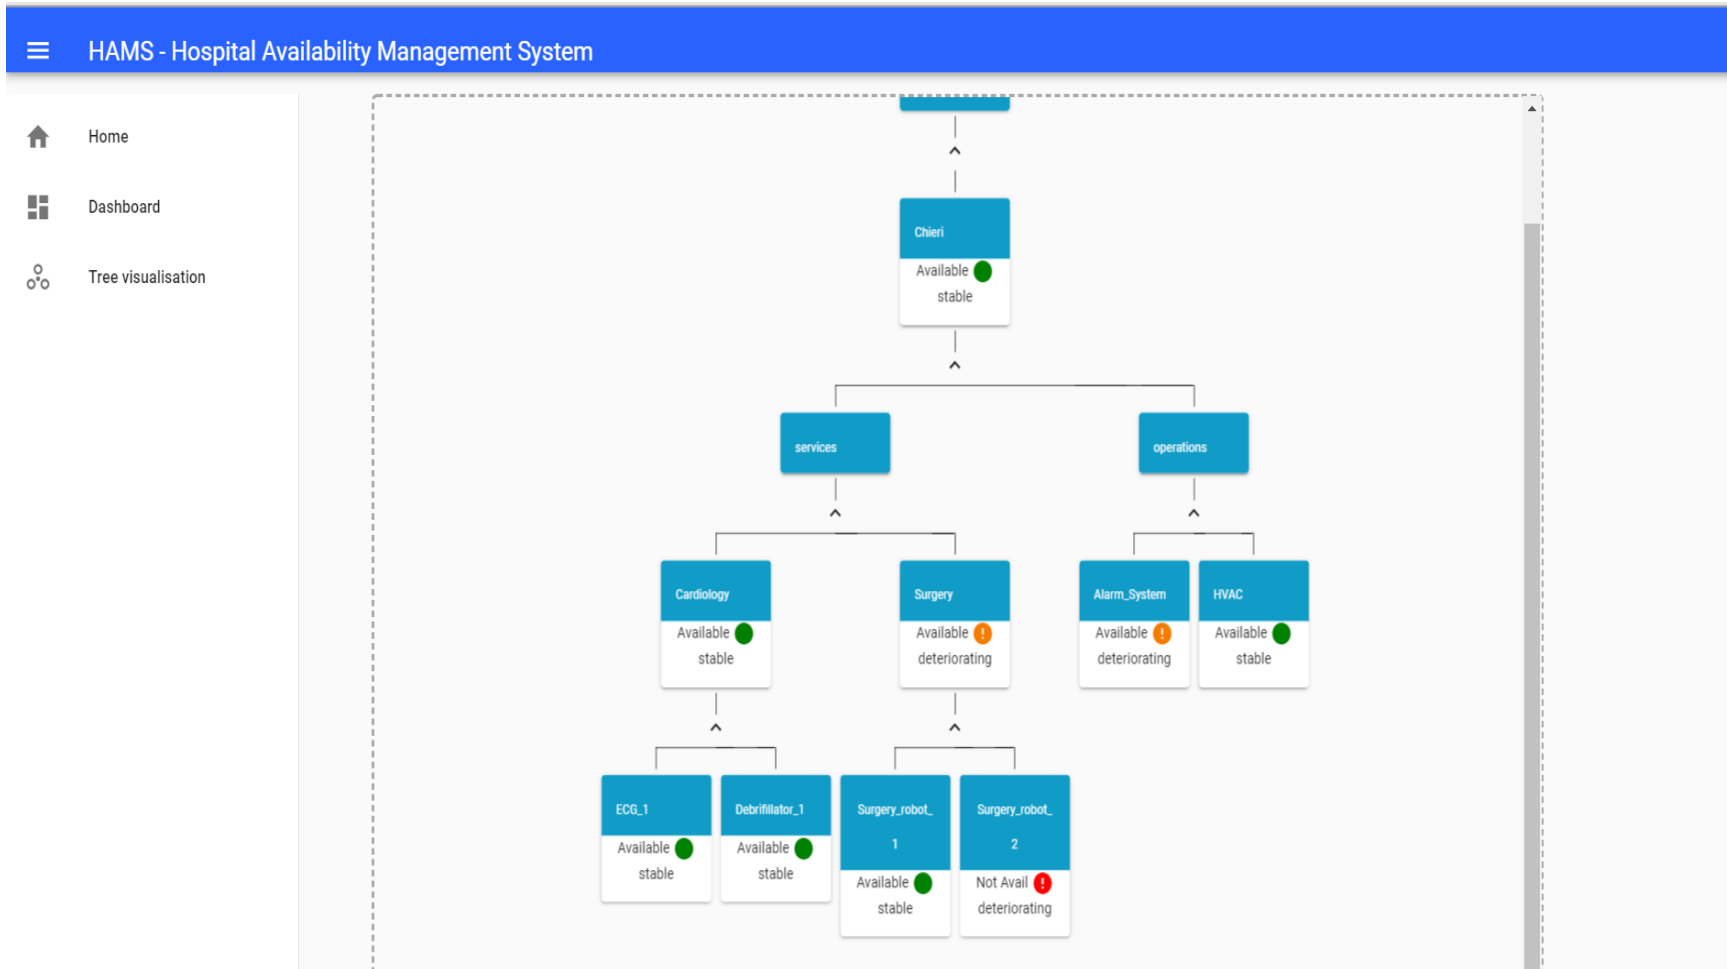 HAMS - Hospital Availability Management System
Home
Dashboard
Tree visualisation
Chieri
Available
stable
services
operations
Cardiology
Available
stable
Surgery
Available
deteriorating
Alarm_System
Available
deteriorating
HVAC
Available
stable
ECG_1
Available
stable
Debrifillator_1
Available
stable
Surgery_robot_
1
Available
stable
Surgery_robot_
2
Not Avail
deteriorating